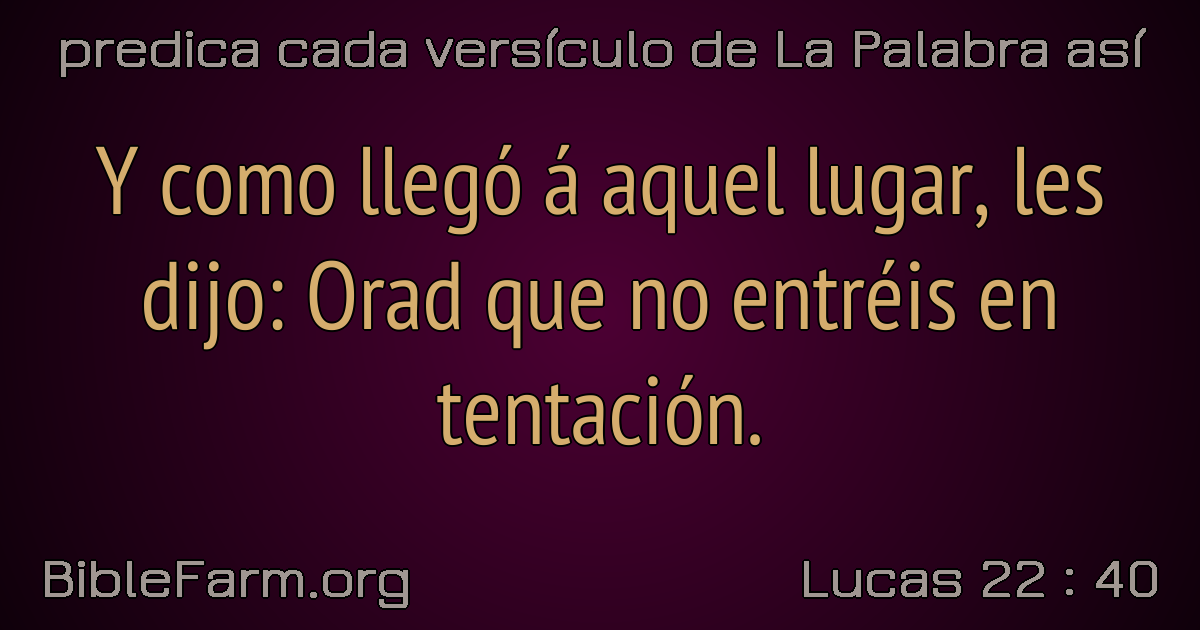 predica cada versículo de La Palabra así
Y como llegó á aquel lugar, les
dijo: Orad que no entréis en
tentación.
BibleFarm.org
Lucas 22 : 40